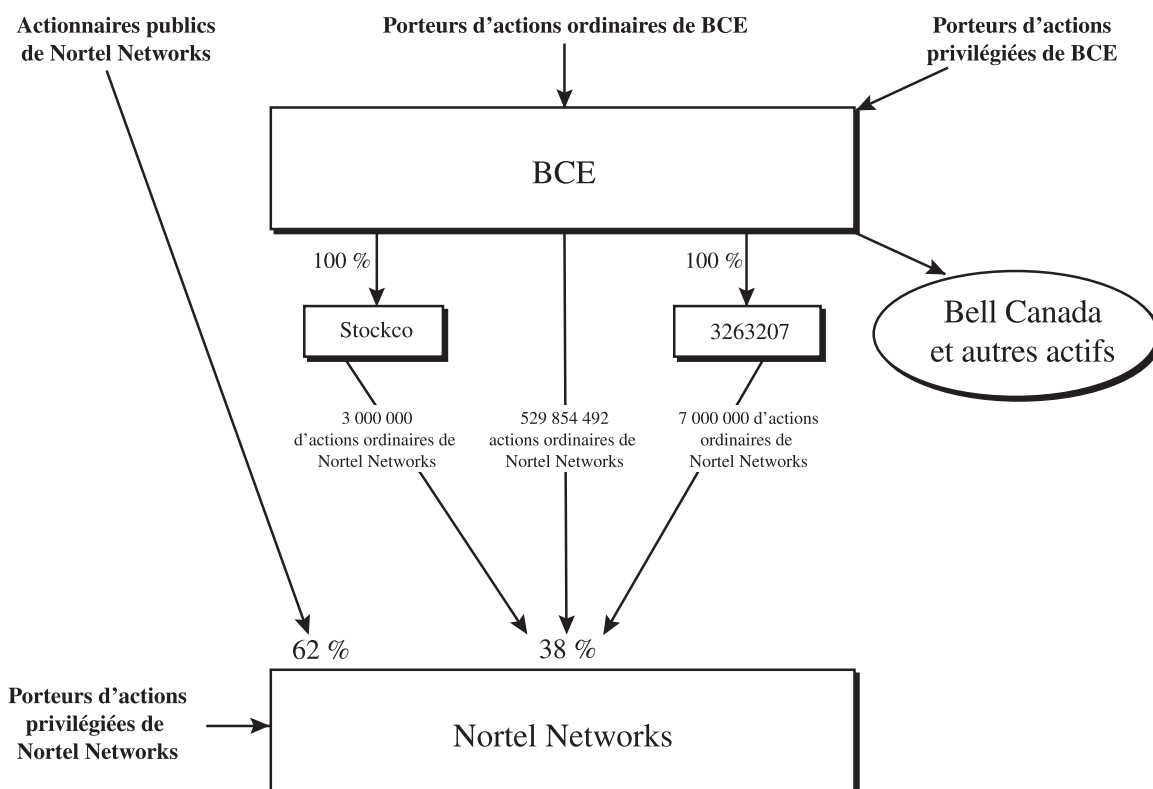 Actionnaires publics
de Nortel Networks
Porteurs d’actions ordinaires de BCE
Porteurs d’actions
privilégiées de BCE
BCE
100 %
100 %
Stockco
3263207
Bell Canada
et autres actifs
3 000 000
d’actions ordinaires de
Nortel Networks
529 854 492
actions ordinaires de
Nortel Networks
7 000 000 d’actions
ordinaires de
Nortel Networks
62 %
38 %
Porteurs d’actions
privilégiées de
Nortel Networks
Nortel Networks